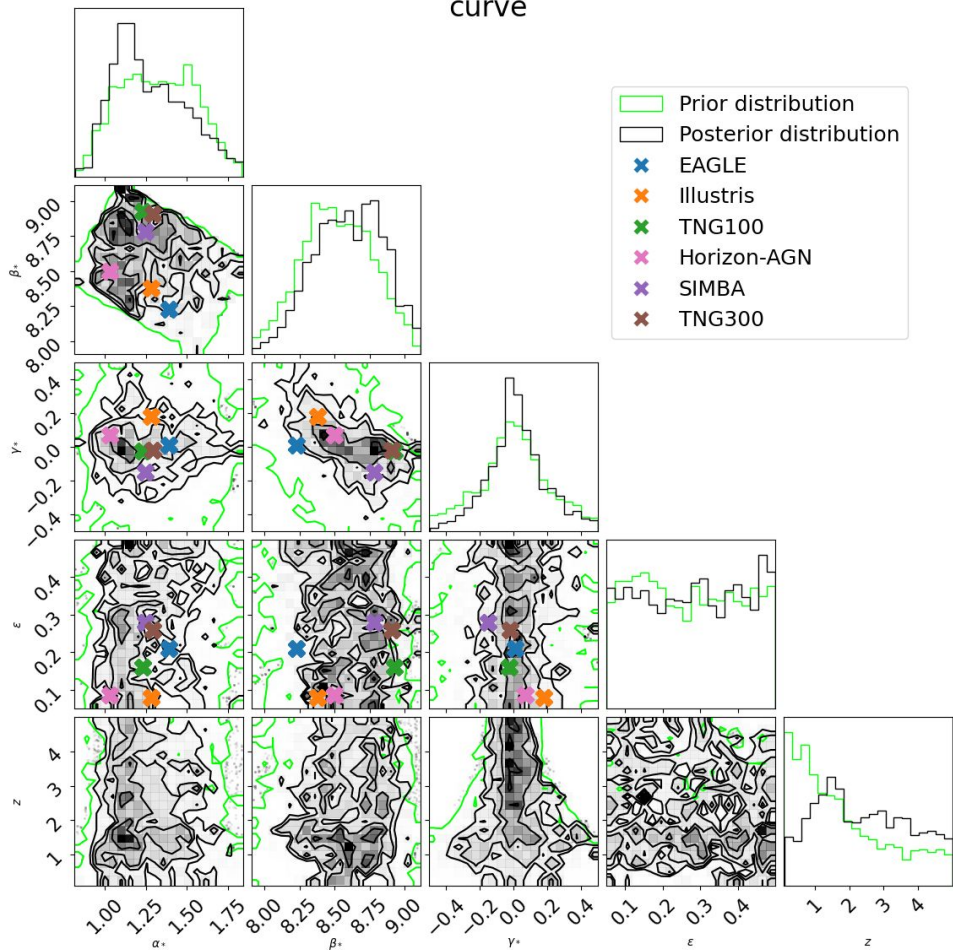 curve
Prior distribution
Posterior distribution
EAGLE
Illustris
TNG100
Horizon-AGN
SIMBA
TNG300
β*
9.00
8.75
8.50
8.25
8.00
γ*
0.4
0.2
0.0
−0.2
−0.4
ε
0.4
0.3
0.2
0.1
z
4
3
2
1
1.00 1.25 1.50 1.75
8.00 8.25 8.50 8.75 9.00
−0.4 −0.2 0.0 0.2 0.4
0.1 0.2 0.3 0.4
1 2 3 4
α* β* γ* ε z